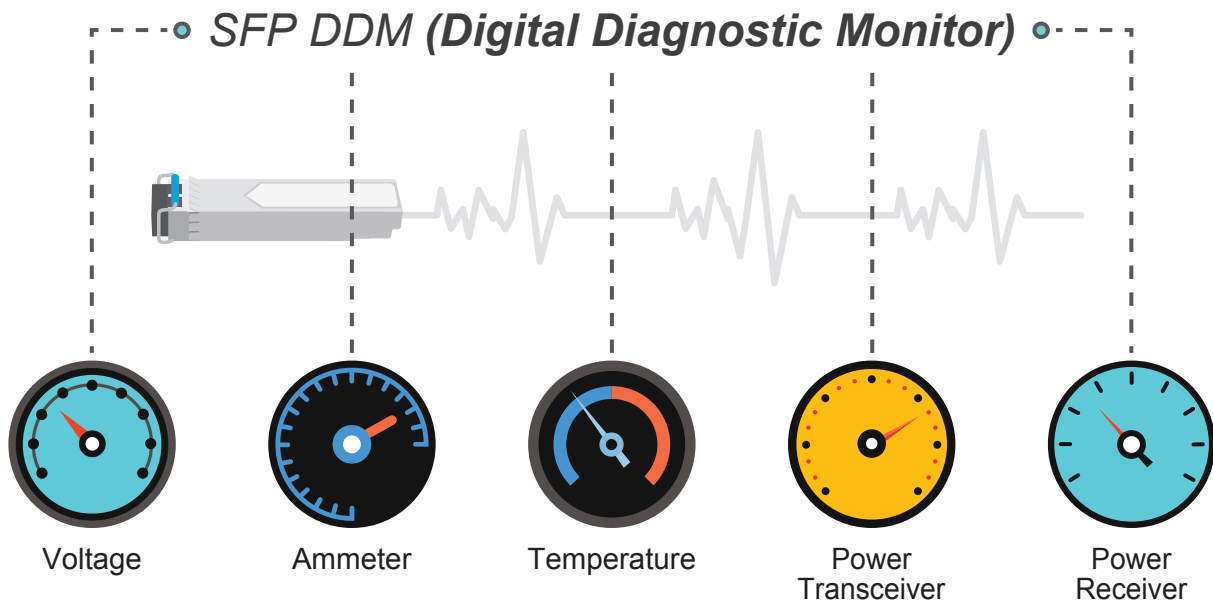 SFP DDM (Digital Diagnostic Monitor)
Voltage
Ammeter
Temperature
Power
Transceiver
Power
Receiver